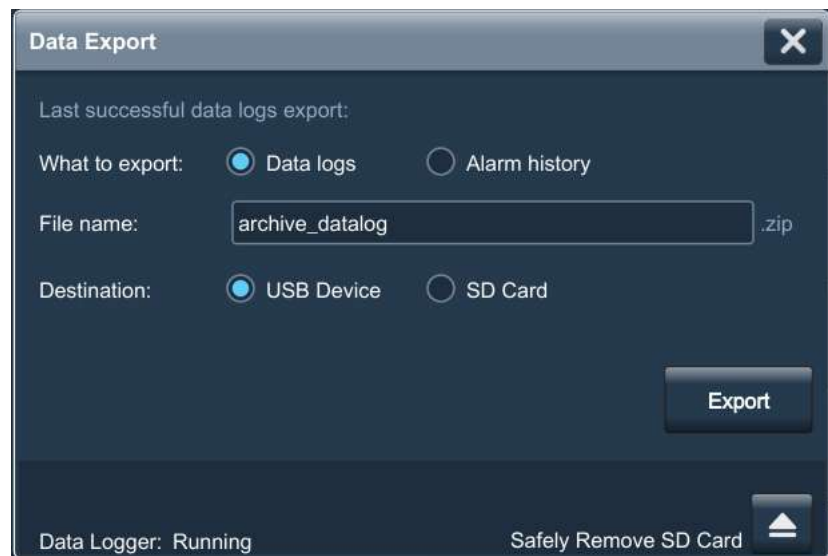 Data Export
Last successful data logs export:
What to export: Data logs Alarm history
File name: archive_datalog .zip
Destination: USB Device SD Card
Export
Data Logger: Running Safely Remove SD Card